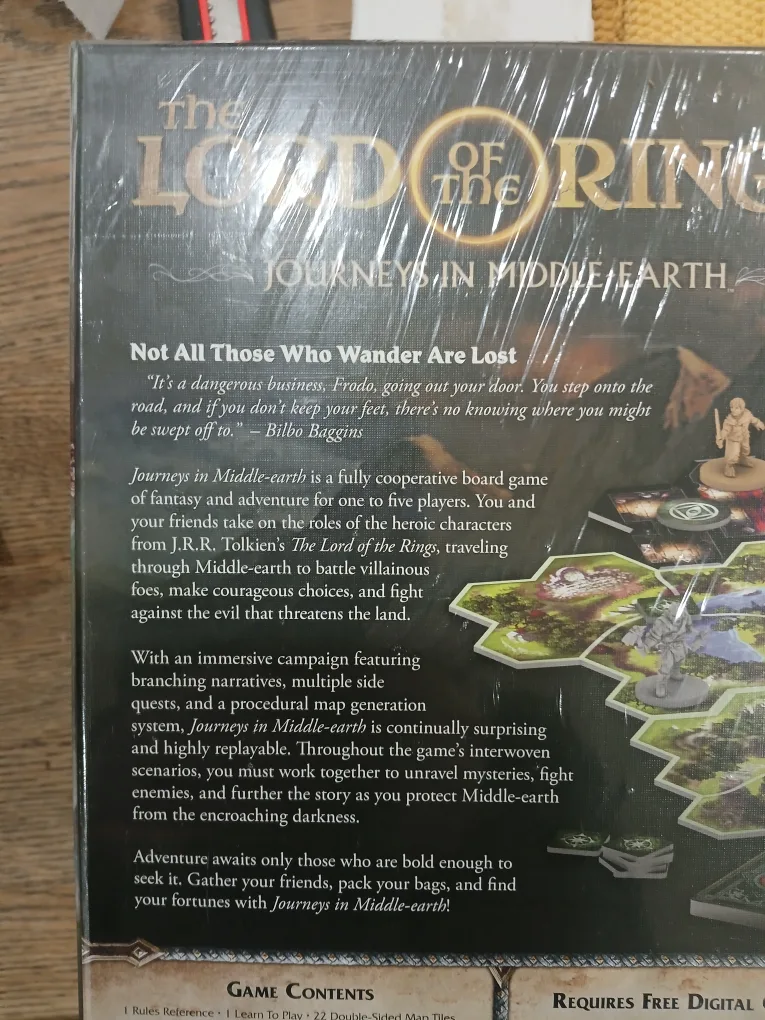 The
LORD OF THE RING
JOURNEYS IN MIDDLE-EARTH
Not All Those Who Wander Are Lost
"It's a dangerous business, Frodo, going out your door. You step onto the
road, and if you don't keep your feet, there's no knowing where you might
be swept off to." – Bilbo Baggins
Journeys in Middle-earth is a fully cooperative board game
of fantasy and adventure for one to five players. You and
your friends take on the roles of the heroic characters
from J.R.R. Tolkien's The Lord of the Rings, traveling
through Middle-earth to battle villainous
foes, make courageous choices, and fight
against the evil that threatens the land.
With an immersive campaign featuring
branching narratives, multiple side
quests, and a procedural map generation
system, Journeys in Middle-earth is continually surprising
and highly replayable. Throughout the game's interwoven
scenarios, you must work together to unravel mysteries, fight
enemies, and further the story as you protect Middle-earth
from the encroaching darkness.
Adventure awaits only those who are bold enough to
seek it. Gather your friends, pack your bags, and find
your fortunes with Journeys in Middle-earth!
Game Contents
Requires Free Digital
1 Rules Reference • 1 Learn To Play • 22 Double-Sided Map Tiles